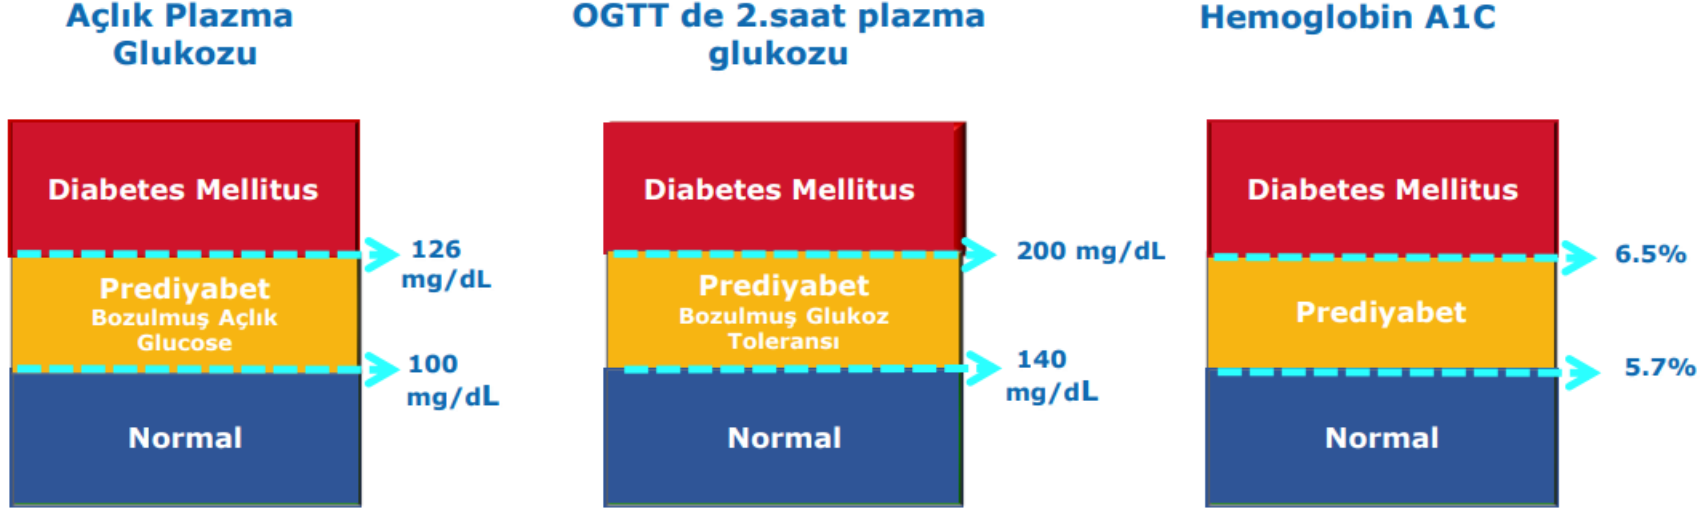 Açlık Plazma
Glukozu
Diabetes Mellitus
126
mg/dL
Prediyabet
Bozulmuş Açlık
Glucose
100
mg/dL
Normal
OGTT de 2.saat plazma
glukozu
Diabetes Mellitus
200 mg/dL
Prediyabet
Bozulmuş Glukoz
Toleransı
140
mg/dL
Normal
Hemoglobin A1C
Diabetes Mellitus
6.5%
Prediyabet
5.7%
Normal